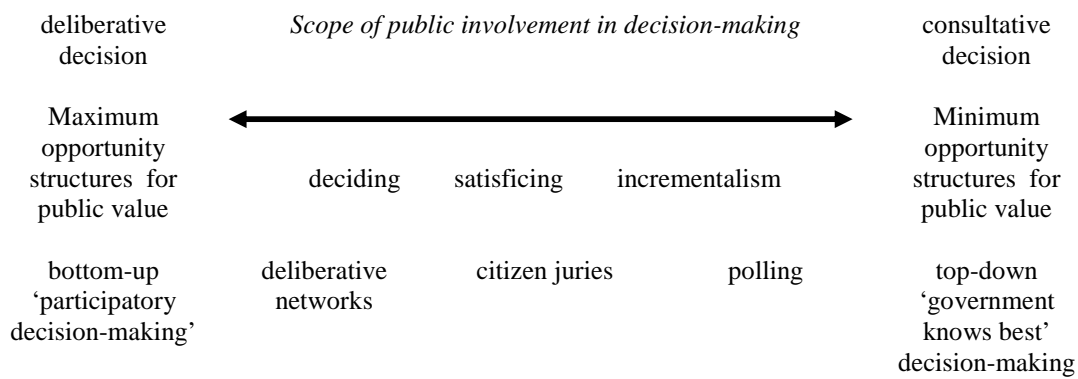 deliberative
decision
Scope of public involvement in decision-making
consultative
decision
Maximum
opportunity
structures for
public value
Minimum
opportunity
structures for
public value
deciding
satisficing
incrementalism
bottom-up
‘participatory
decision-making’
deliberative
networks
citizen juries
polling
top-down
‘government
knows best’
decision-making